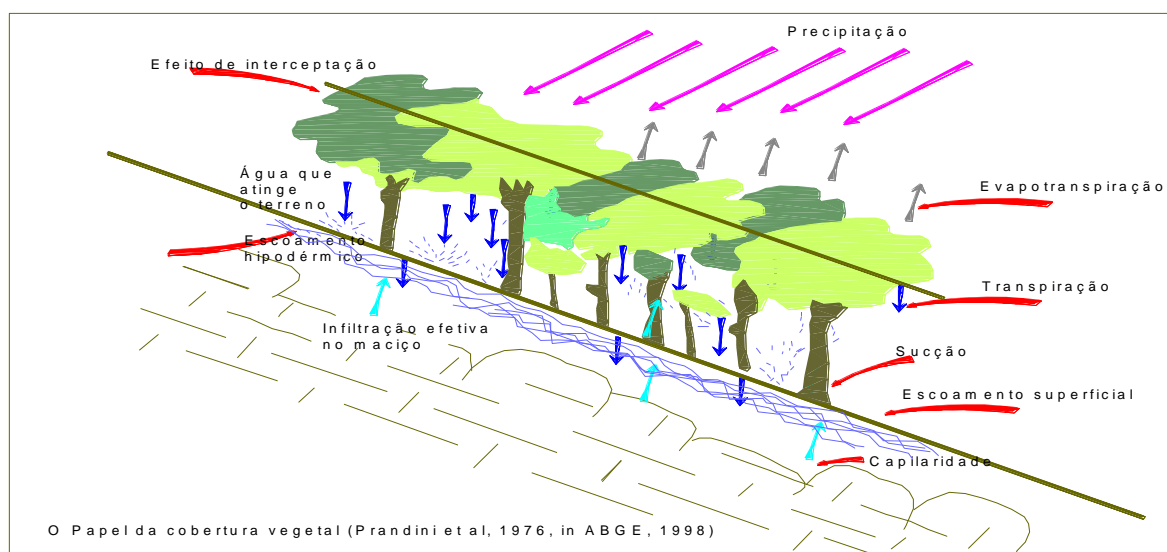 Precipitação
Efeito de interceptação
Água que
atinge
o terreno
Evapotranspiração
Escoamento
hipodérmico
Transpiração
Infiltração efetiva
no maciço
Sucção
Escoamento superficial
Capilaridade
O Papel da cobertura vegetal (Prandini et al, 1976, in ABGE, 1998)